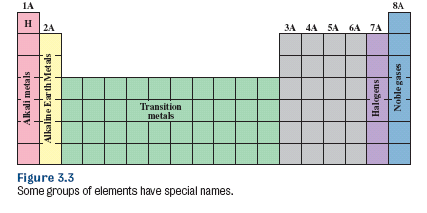 1A
8A
H
2A
3A 4A 5A 6A 7A
Alkali metals
Alkaline Earth Metals
Transition
metals
Halogens
Noble gases
Figure 3.3
Some groups of elements have special names.